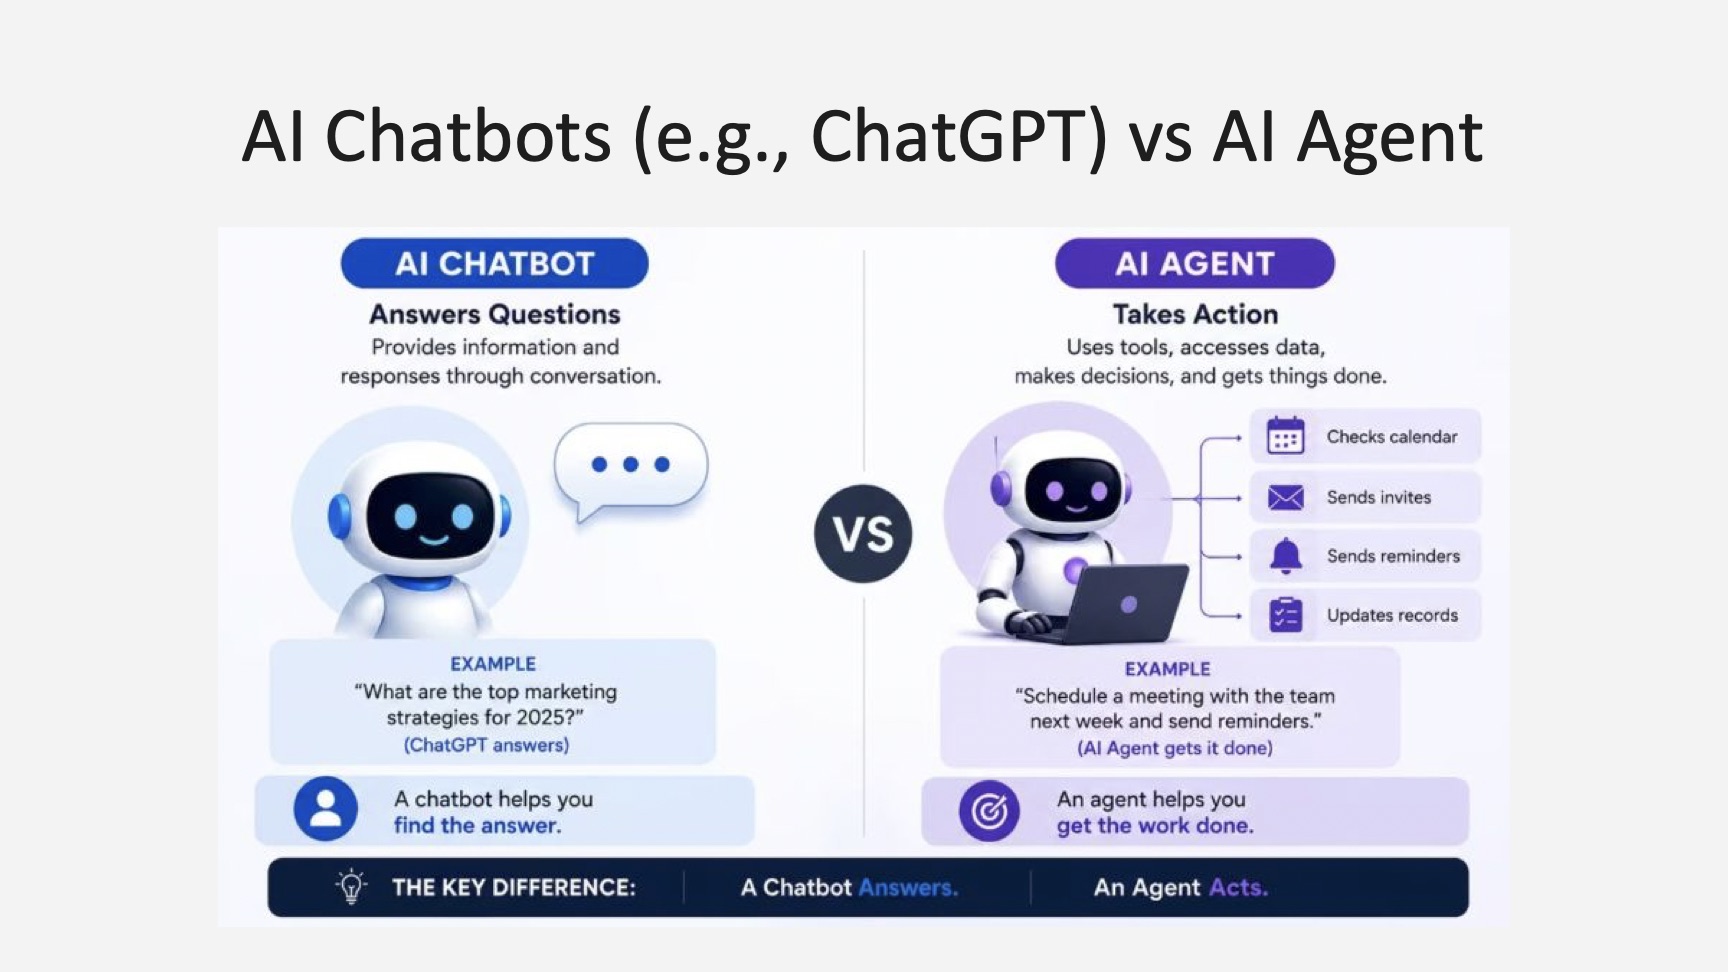 AI Chatbots (e.g., ChatGPT) vs AI Agent
AI CHATBOT
Answers Questions
Provides information and
responses through conversation.
EXAMPLE
“What are the top marketing
strategies for 2025?”
(ChatGPT answers)
A chatbot helps you
find the answer.
VS
AI AGENT
Takes Action
Uses tools, accesses data,
makes decisions, and gets things done.
Checks calendar
Sends invites
Sends reminders
Updates records
EXAMPLE
“Schedule a meeting with the team
next week and send reminders.”
(AI Agent gets it done)
An agent helps you
get the work done.
THE KEY DIFFERENCE: A Chatbot Answers. An Agent Acts.